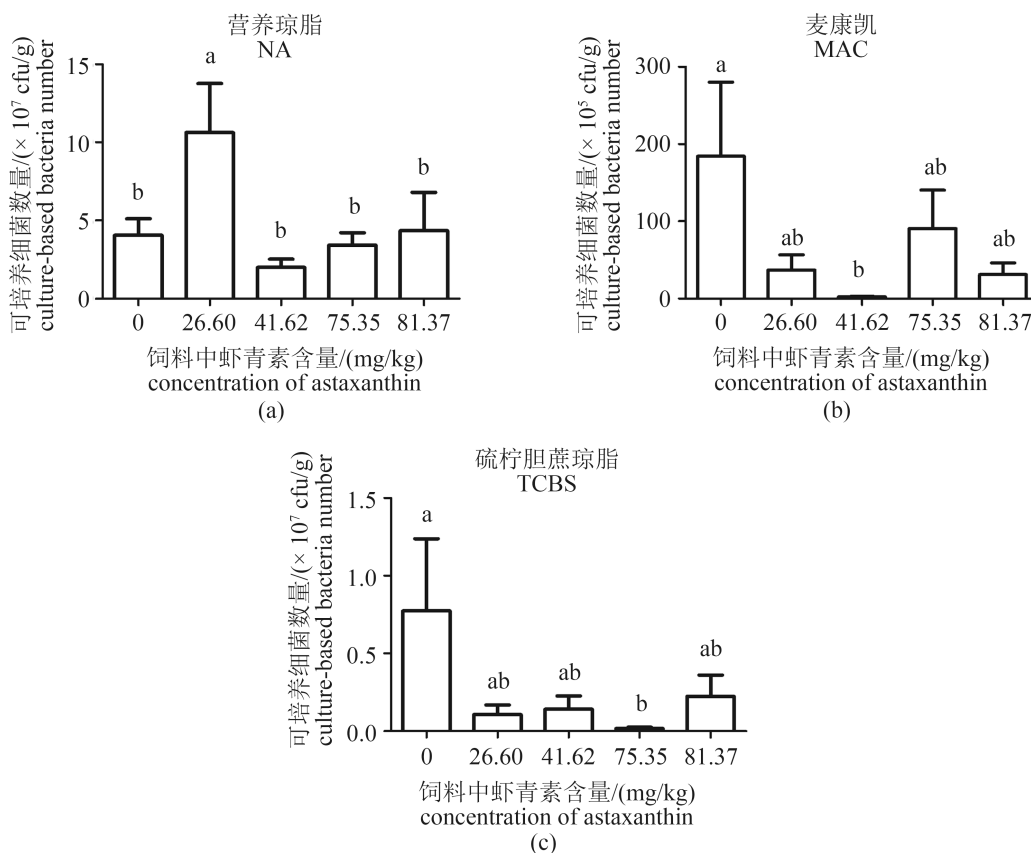 营养琼脂
NA
可培养细菌数量/(× 10⁷ cfu/g)
culture-based bacteria number
15
10
5
0
b
a
b
b
b
0 26.60 41.62 75.35 81.37
饲料中虾青素含量/(mg/kg)
concentration of astaxanthin
(a)
麦康凯
MAC
可培养细菌数量/(× 10⁵ cfu/g)
culture-based bacteria number
300
200
100
0
a
ab
b
ab
ab
0 26.60 41.62 75.35 81.37
饲料中虾青素含量/(mg/kg)
concentration of astaxanthin
(b)
硫柠胆蔗琼脂
TCBS
可培养细菌数量/(× 10⁷ cfu/g)
culture-based bacteria number
1.5
1.0
0.5
0.0
a
ab
ab
b
ab
0 26.60 41.62 75.35 81.37
饲料中虾青素含量/(mg/kg)
concentration of astaxanthin
(c)